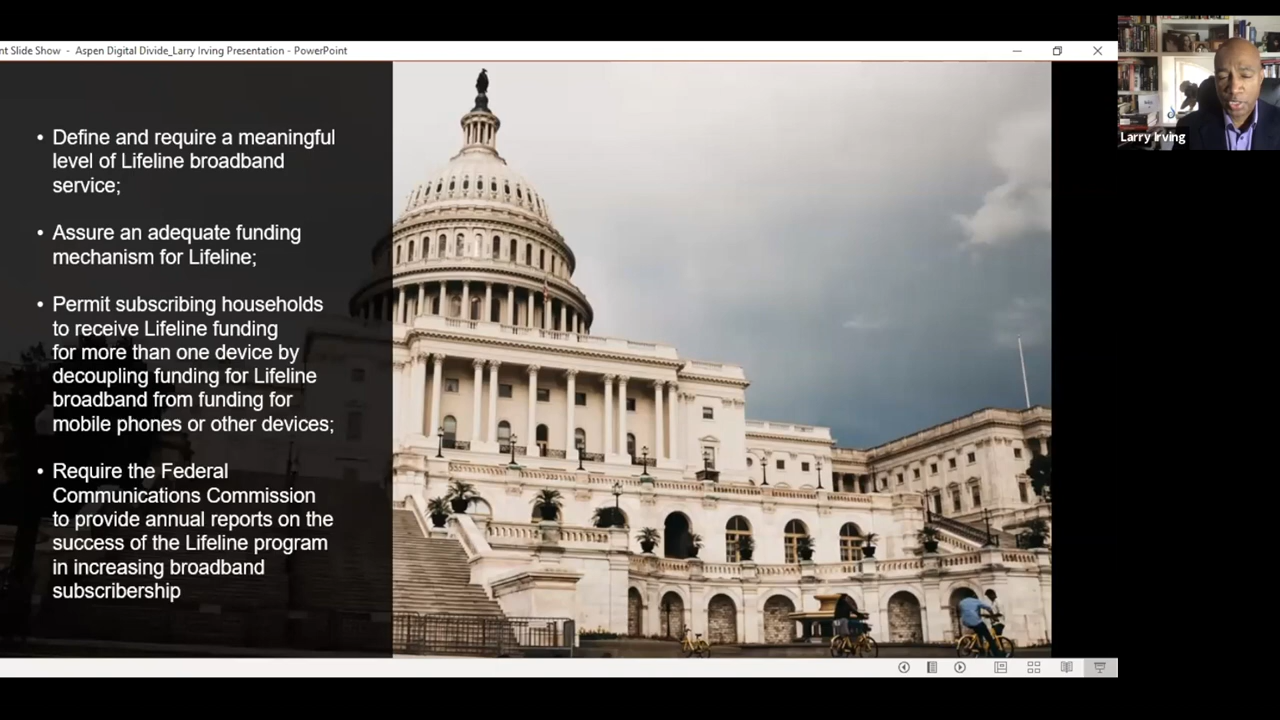 nt Slide Show - Aspen Digital Divide_Larry Irving Presentation - PowerPoint
Larry Irving
• Define and require a meaningful
level of Lifeline broadband
service;
• Assure an adequate funding
mechanism for Lifeline;
• Permit subscribing households
to receive Lifeline funding
for more than one device by
decoupling funding for Lifeline
broadband from funding for
mobile phones or other devices;
• Require the Federal
Communications Commission
to provide annual reports on the
success of the Lifeline program
in increasing broadband
subscribership